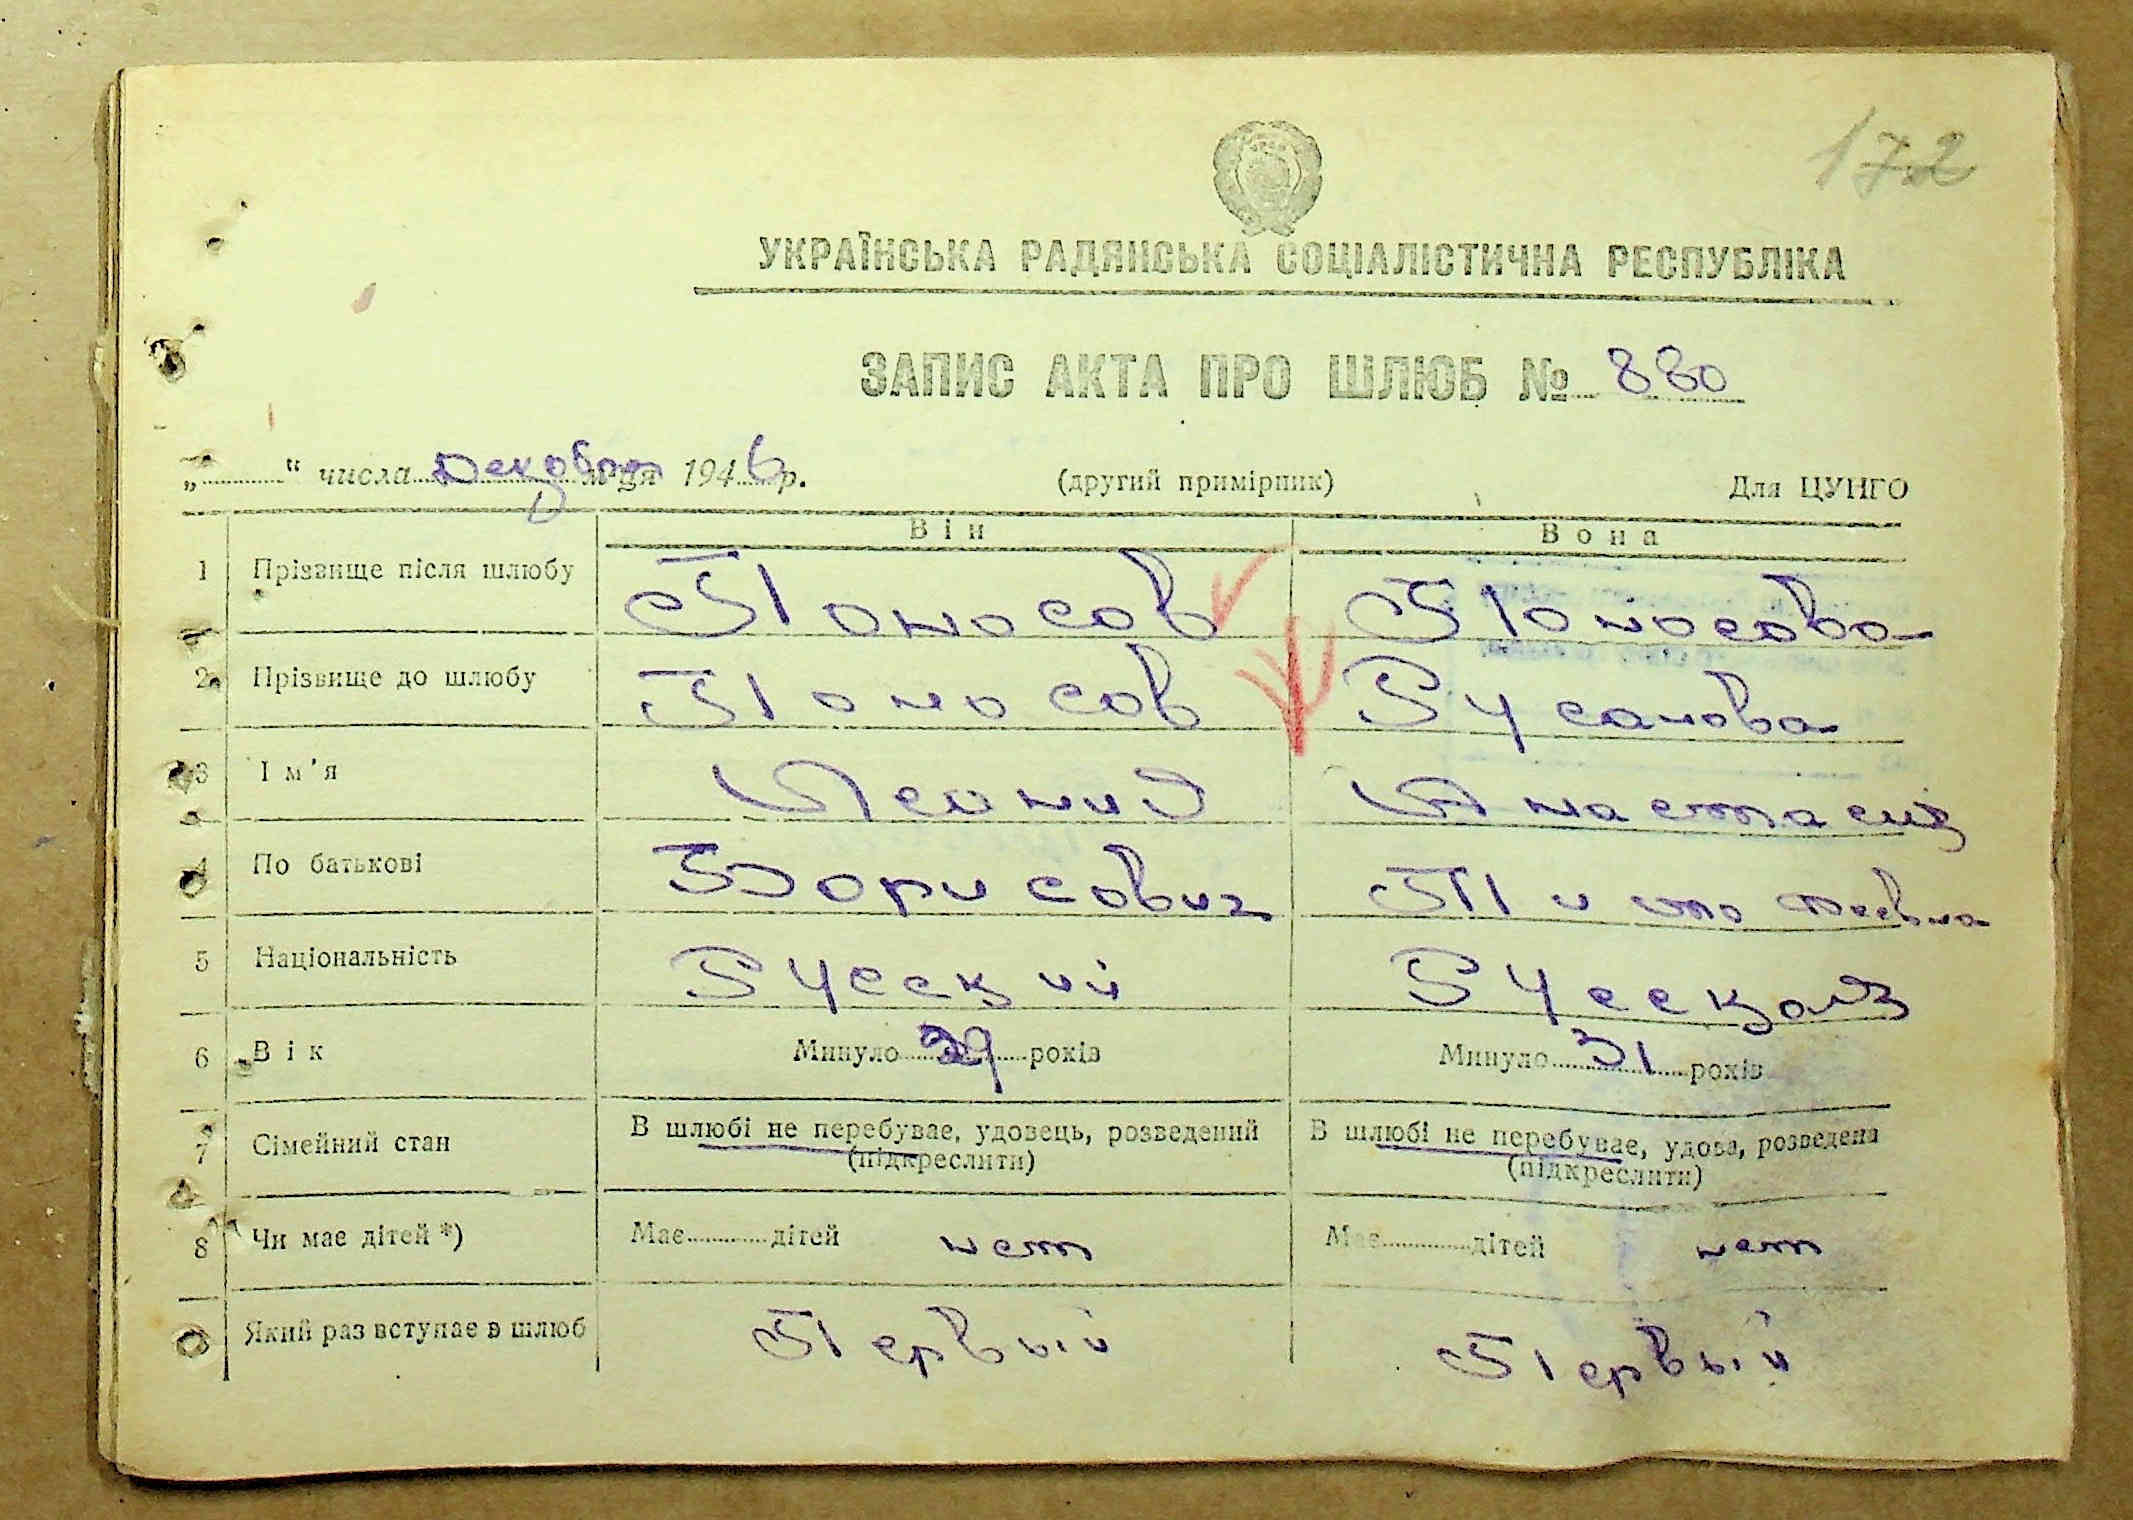 172
УКРАЇНСЬКА РАДЯНСЬКА СОЦІАЛІСТИЧНА РЕСПУБЛІКА
ЗАПИС АКТА ПРО ШЛЮБ № 880
„ “ числа Декабря м-ця 1946 р. (другий примірник) Для ЦУНГО
Він Вона
1 Прізвище після шлюбу Поносов Поносова
2 Прізвище до шлюбу Поносов Русанова
3 Ім'я Леонид Анастасия
4 По батькові Борисович Тимофеевна
5 Національність Русский Русская
6 Вік Минуло 29 років Минуло 31 років
7 Сімейний стан В шлюбі не перебуває, удовець, розведений (підкреслити) В шлюбі не перебуває, удова, розведена (підкреслити)
8 Чи має дітей *) Має дітей нет Має дітей нет
9 Який раз вступає в шлюб Первый Первый